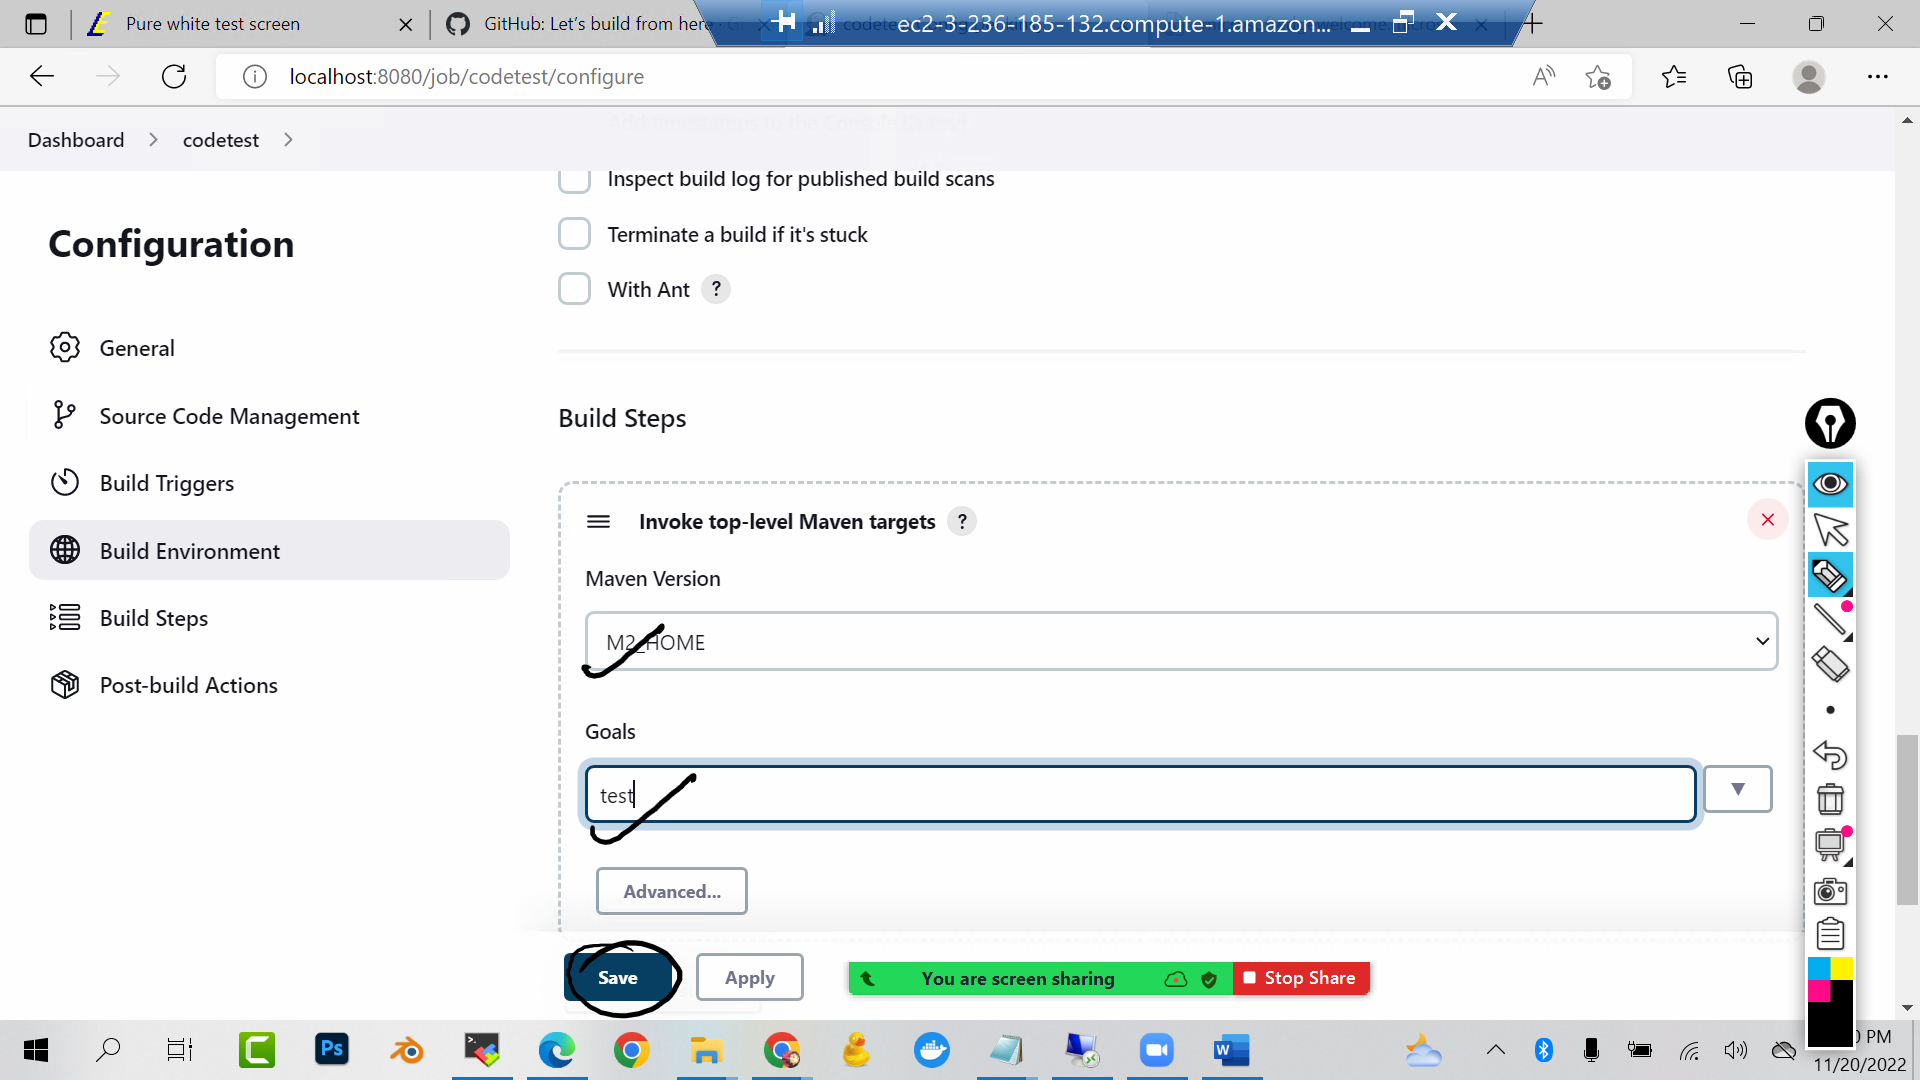 Pure white test screen
GitHub: Let's build from here
ec2-3-236-185-132.compute-1.amazon...
localhost:8080/job/codetest/configure
Dashboard
codetest
Inspect build log for published build scans
Terminate a build if it's stuck
With Ant ?
Configuration
General
Source Code Management
Build Triggers
Build Environment
Build Steps
Post-build Actions
Build Steps
Invoke top-level Maven targets ?
Maven Version
M2_HOME
Goals
test
Advanced...
Save
Apply
You are screen sharing
Stop Share
Ps
W
PM
11/20/2022